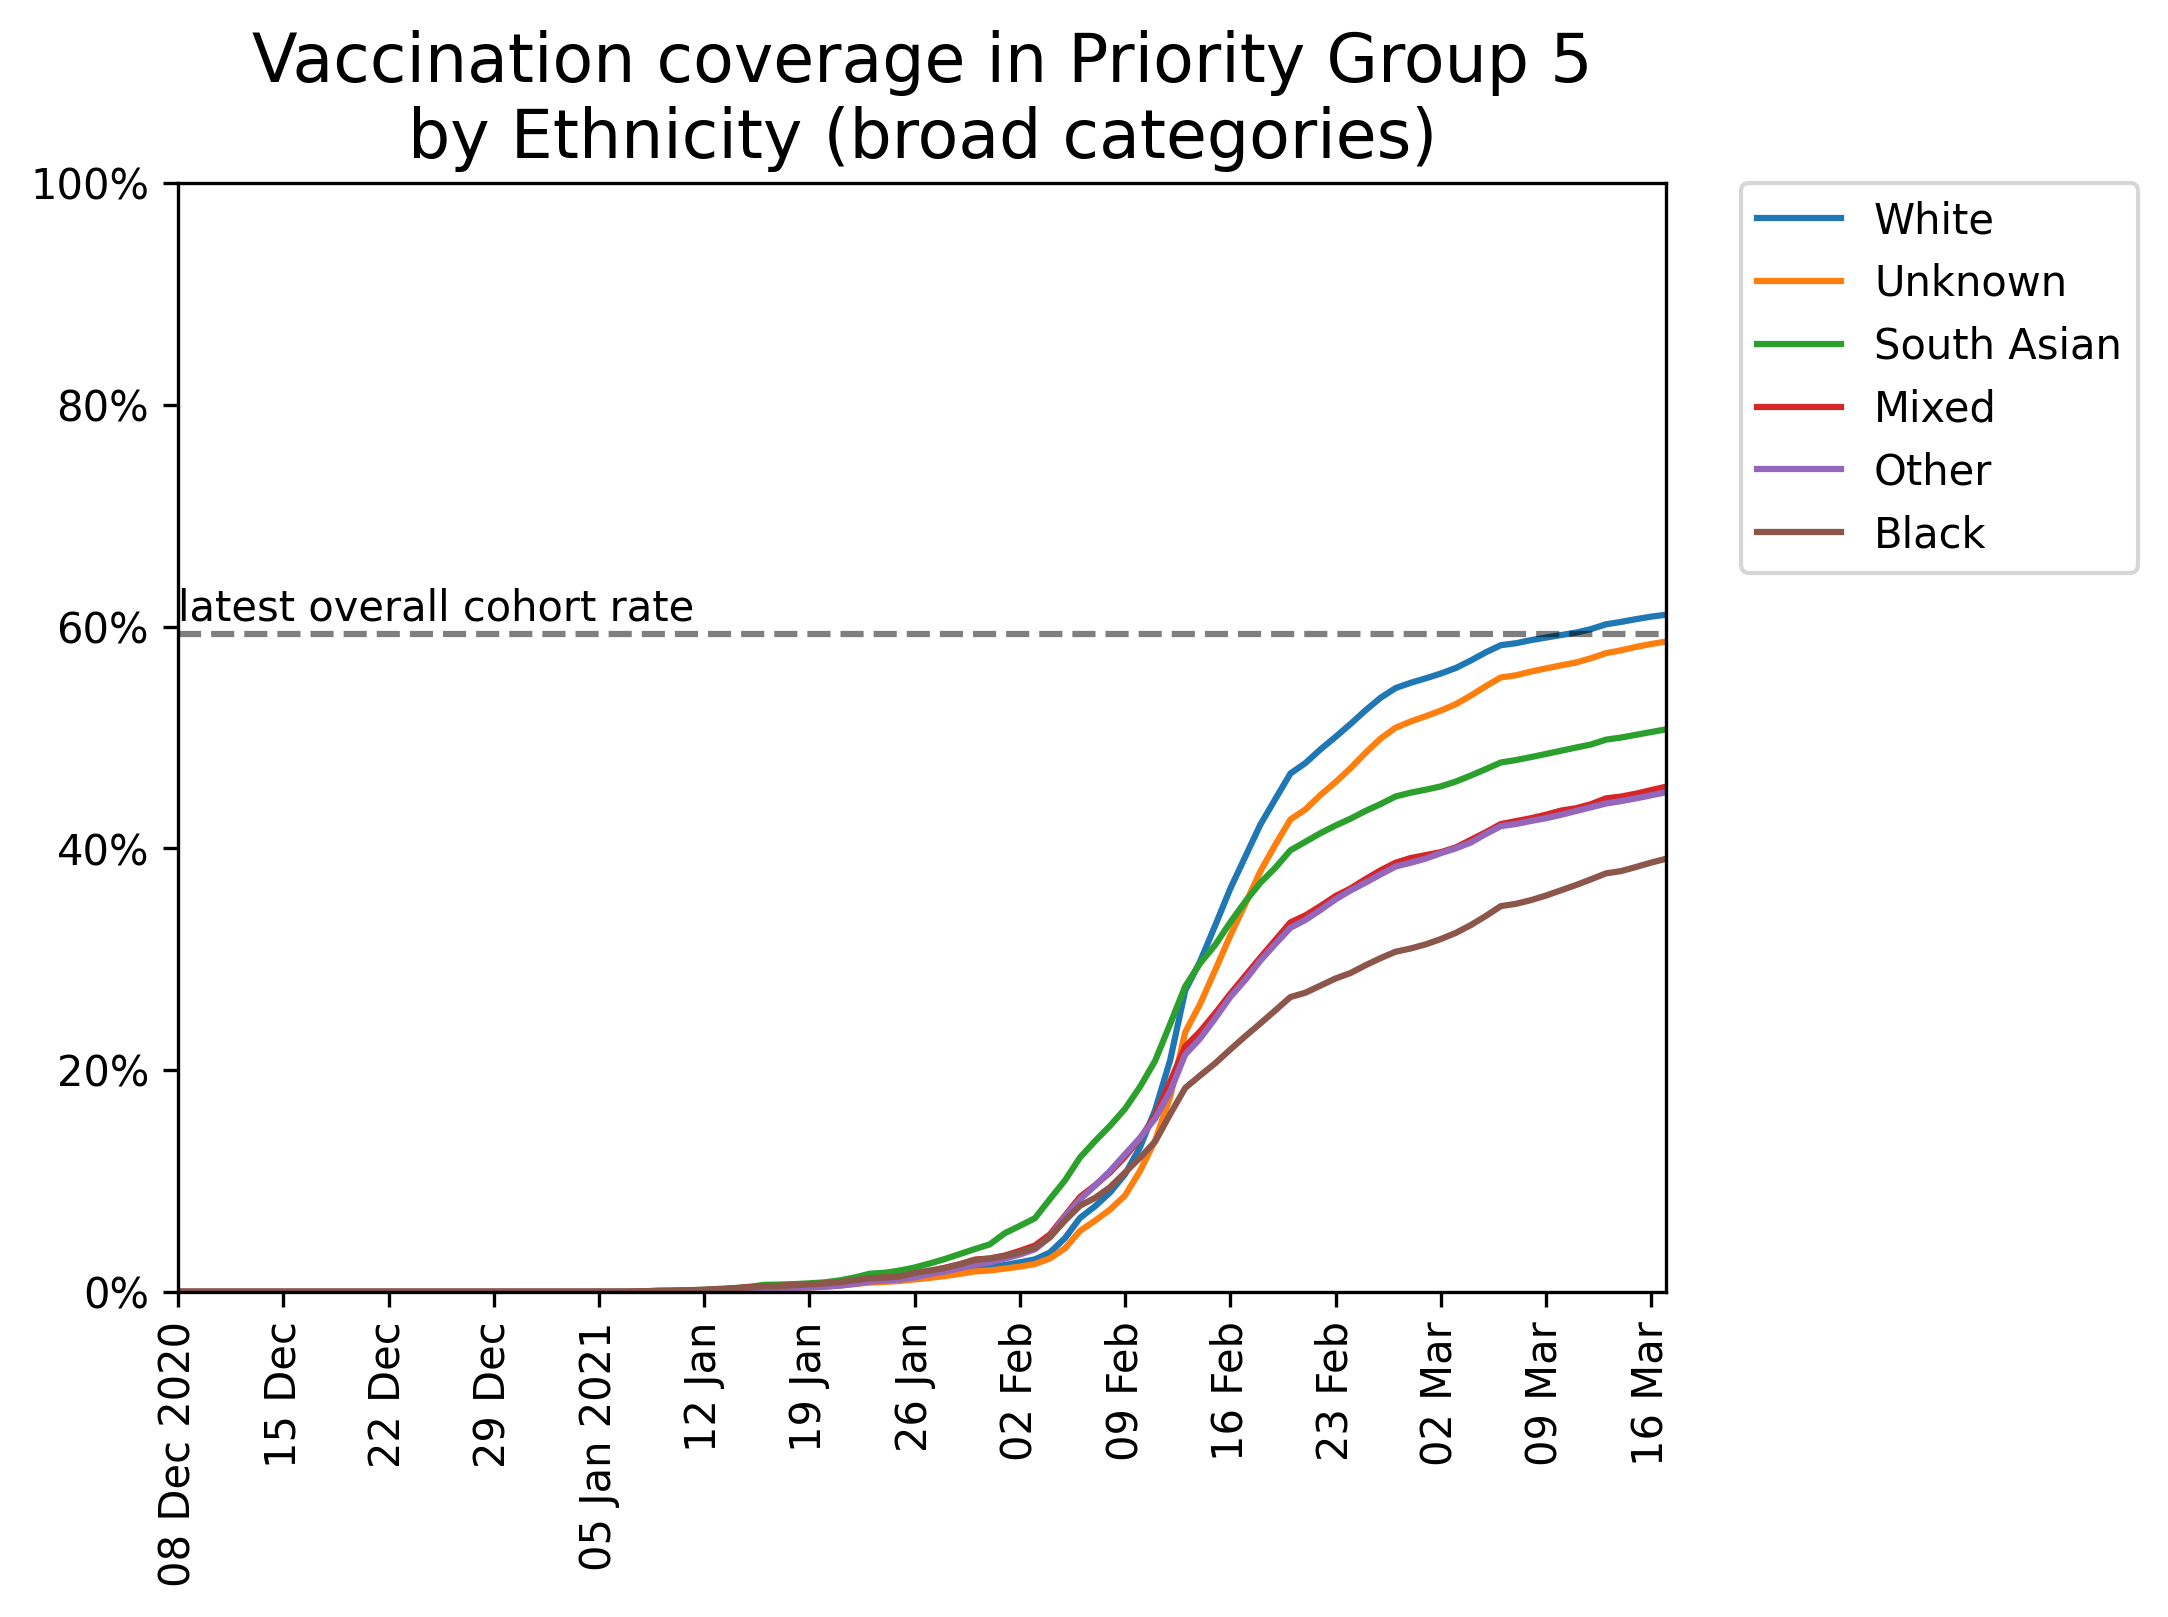 Vaccination coverage in Priority Group 5
by Ethnicity (broad categories)
100%
80%
60%
40%
20%
0%
latest overall cohort rate
White
Unknown
South Asian
Mixed
Other
Black
08 Dec 2020
15 Dec
22 Dec
29 Dec
05 Jan 2021
12 Jan
19 Jan
26 Jan
02 Feb
09 Feb
16 Feb
23 Feb
02 Mar
09 Mar
16 Mar